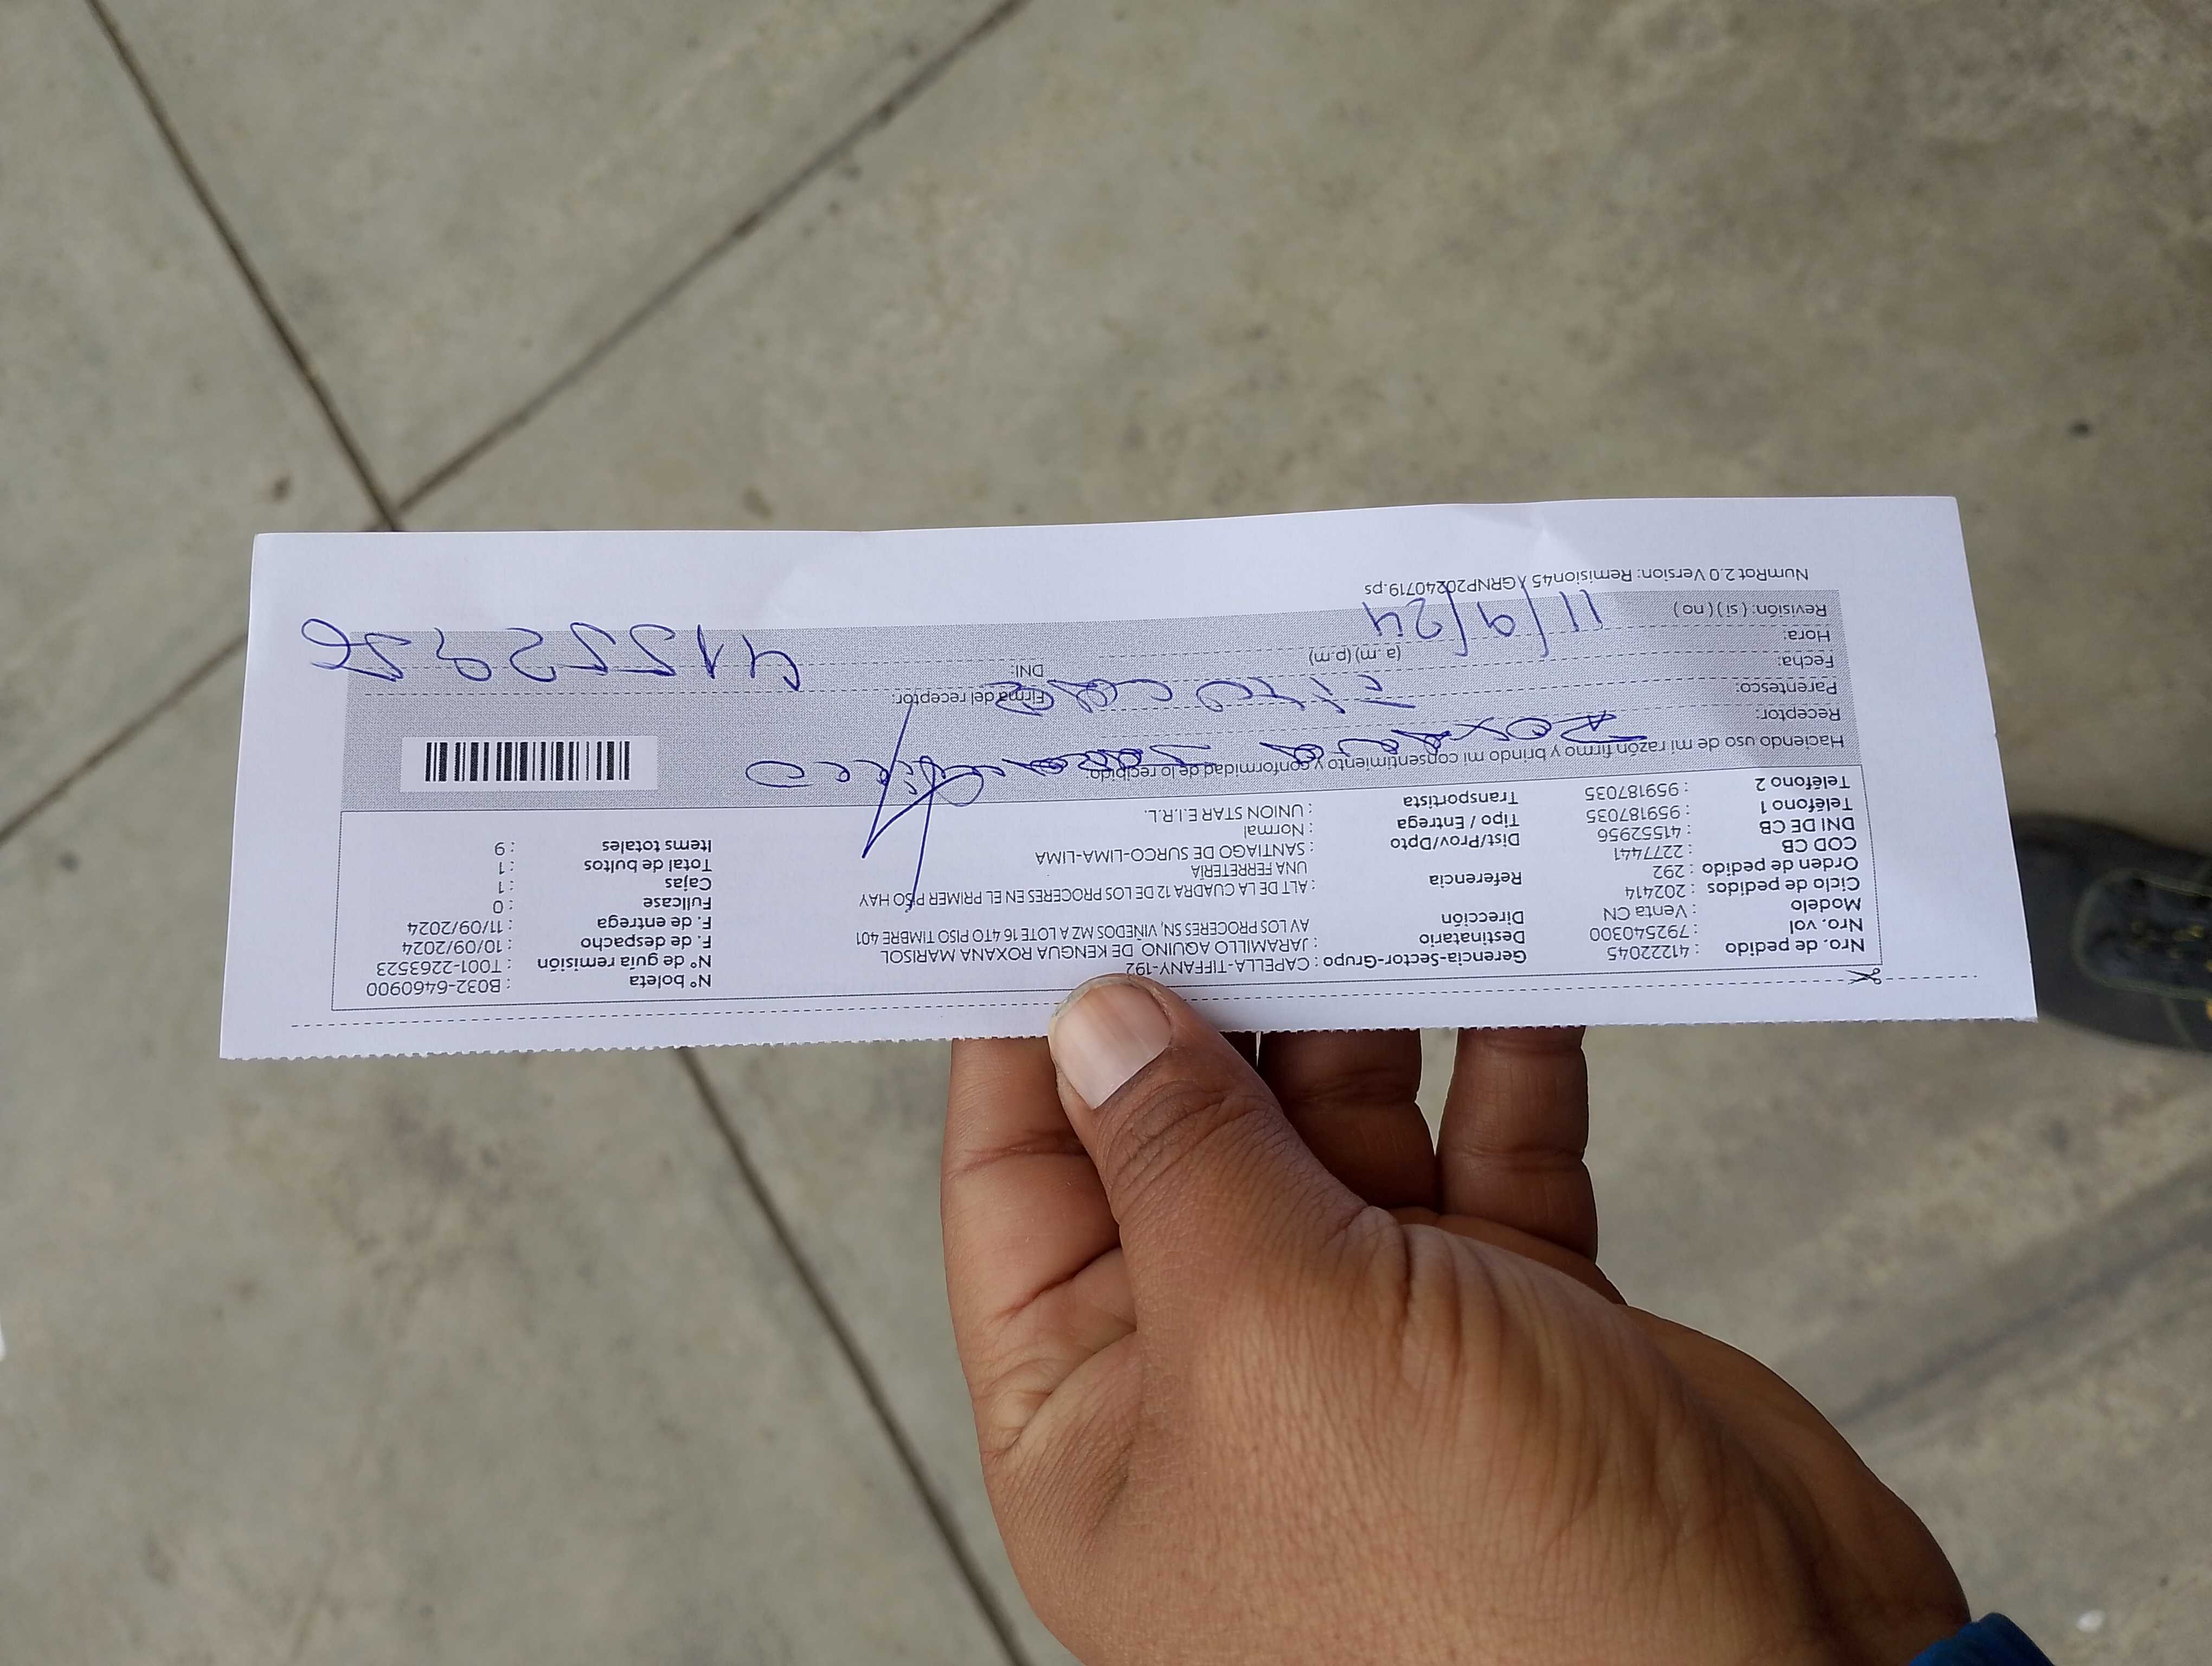 Nro. de pedido : 41222045
Nro. vol. : 792540300
Modelo : Venta CN
Ciclo de pedidos : 202414
Orden de pedido : 292
COD CB : 2277441
DNI DE CB : 41552956
Teléfono 1 : 959187035
Teléfono 2 : 959187035
Gerencia-Sector-Grupo : CAPELLA-TIFFANY-192
Destinatario : JARAMILLO AQUINO DE KENGUA ROXANA MARISOL
Dirección AV LOS PROCERES SN, VIÑEDOS MZ A LOTE 16 4TO PISO TIMBRE 401
Referencia : ALT DE LA CUADRA 12 DE LOS PROCERES EN EL PRIMER PISO HAY
UNA FERRETERÍA
Dist/Prov/Dpto : SANTIAGO DE SURCO-LIMA-LIMA
Tipo / Entrega : Normal
Transportista : UNION STAR E.I.R.L.
N° boleta : B032-6460900
N° de guía remisión : T001-2263523
F. de despacho : 10/09/2024
F. de entrega : 11/09/2024
Fullcase : 0
Cajas : 1
Total de bultos : 1
Items totales : 9
Haciendo uso de mi razón firmo y brindo mi consentimiento y conformidad de lo recibido.
Receptor: Roxana
Parentesco:
Firma del receptor:
Fecha: 11/9/24
DNI: 41552956
Hora: (a.m) (p.m)
Revisión: ( si ) ( no )
NumRot 2.0 Version: Remision45 / GRNP20240719.ps